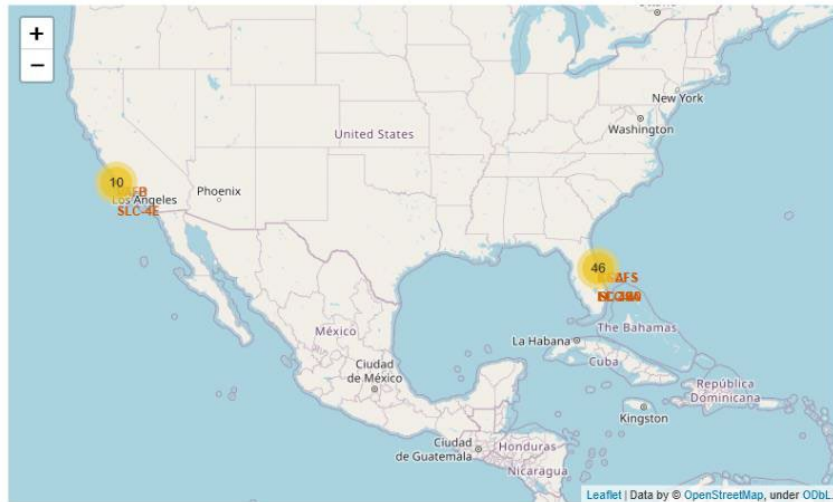 Ottawa
+
−
New York
Washington
United States
10
Los Angeles
SLC-4E
Phoenix
46
The Bahamas
La Habana
Cuba
México
Ciudad
de México
República
Dominicana
Kingston
Honduras
Ciudad
de Guatemala
Nicaragua
Leaflet | Data by © OpenStreetMap, under ODbL.